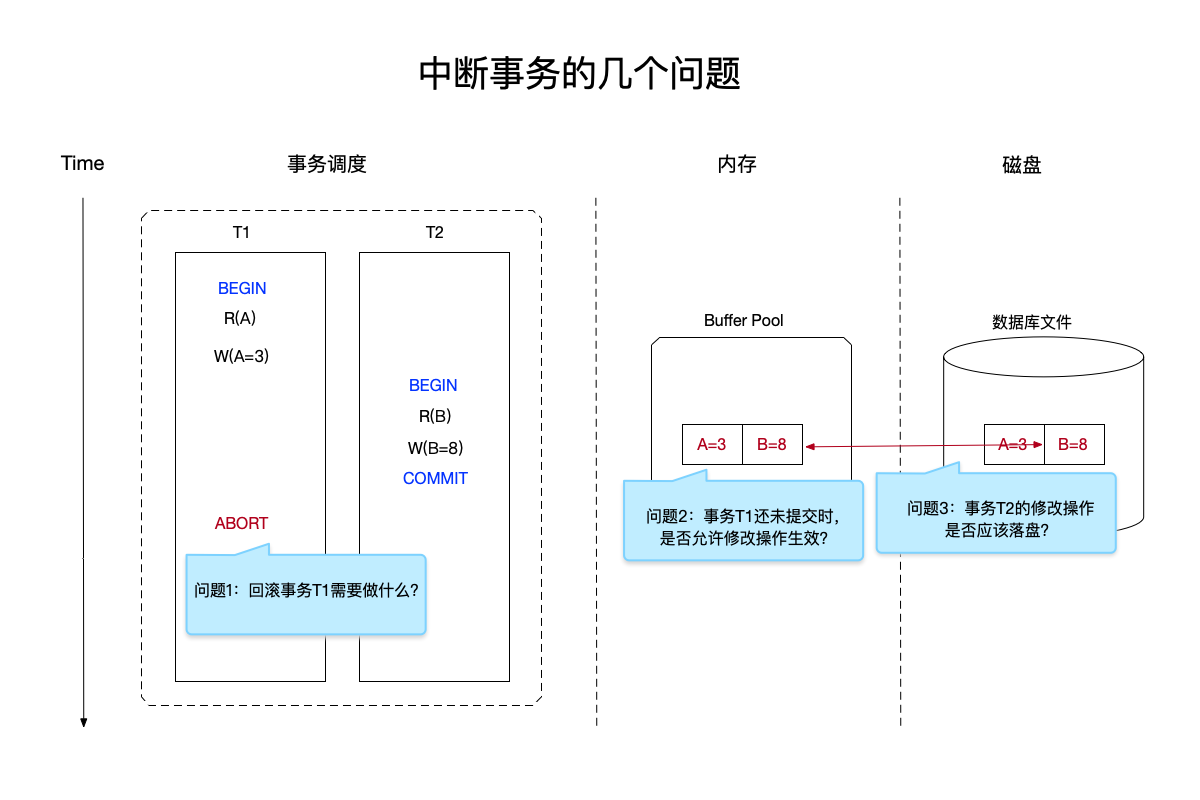 中断事务的几个问题
Time
事务调度
内存
磁盘
T1
T2
BEGIN
R(A)
W(A=3)
BEGIN
R(B)
W(B=8)
COMMIT
ABORT
问题1：回滚事务T1需要做什么？
Buffer Pool
A=3
B=8
问题2：事务T1还未提交时，
是否允许修改操作生效？
数据库文件
A=3
B=8
问题3：事务T2的修改操作
是否应该落盘？